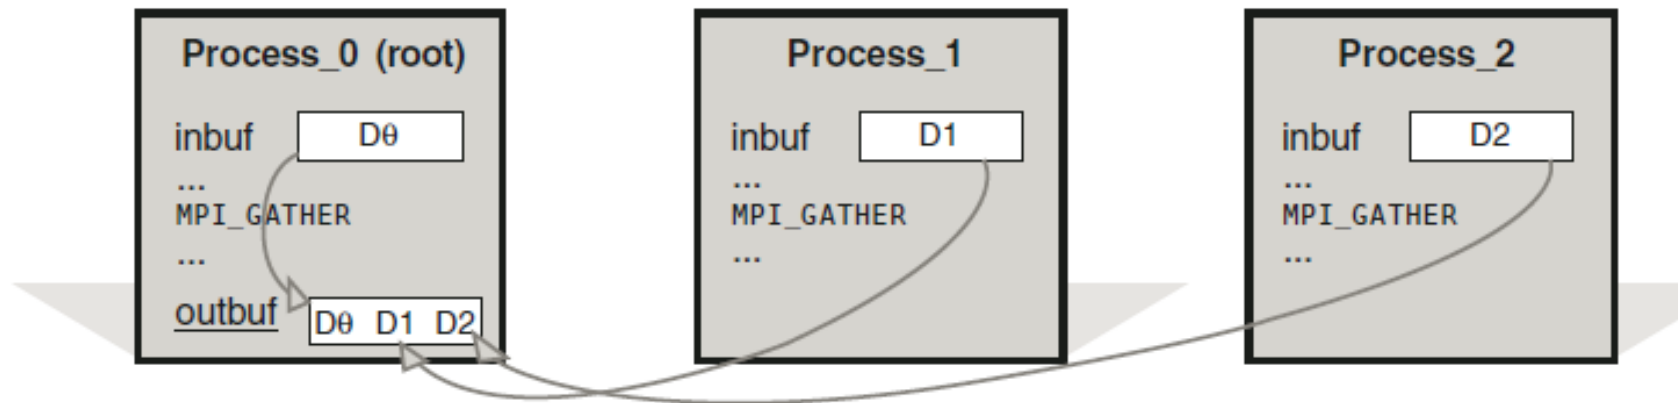 Process_0 (root)
inbuf Dθ
...
MPI_GATHER
...
outbuf Dθ D1 D2
Process_1
inbuf D1
...
MPI_GATHER
...
Process_2
inbuf D2
...
MPI_GATHER
...